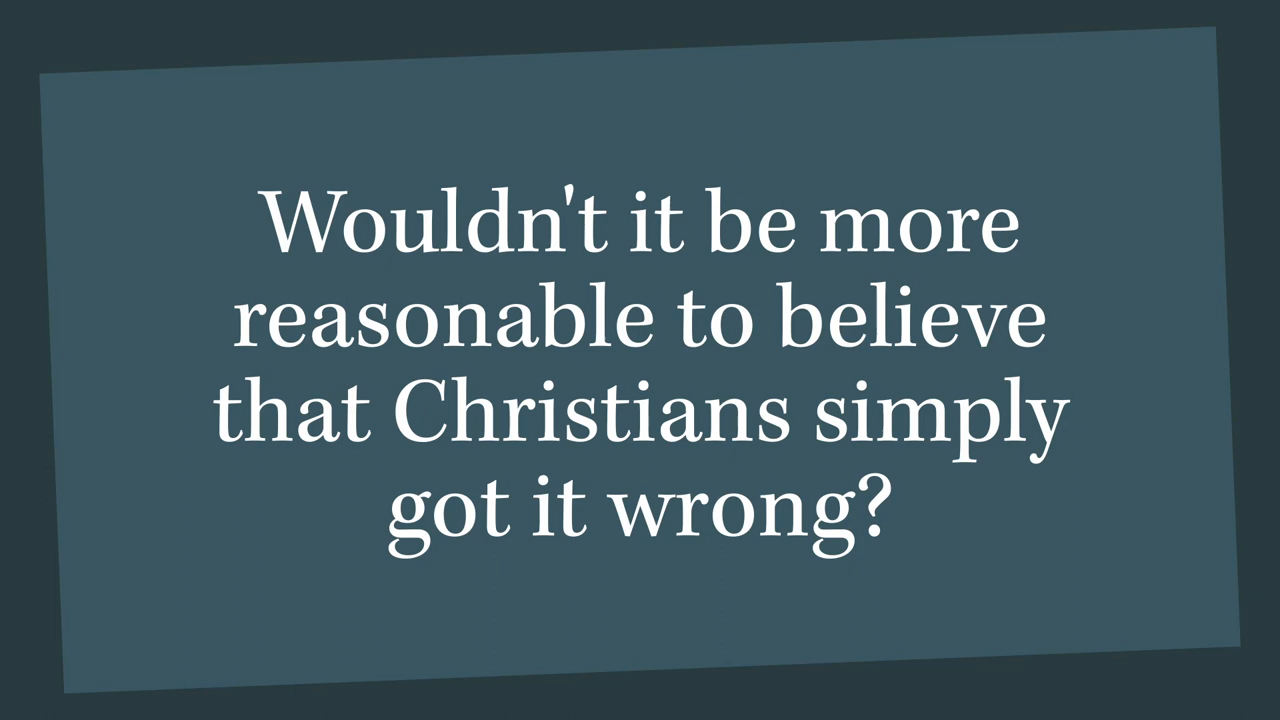 Wouldn't it be more
reasonable to believe
that Christians simply
got it wrong?